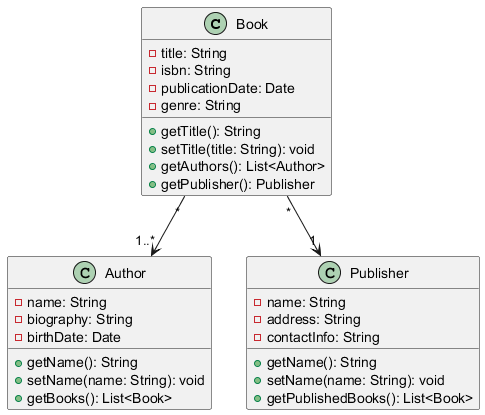 C Book
title: String
isbn: String
publicationDate: Date
genre: String
getTitle(): String
setTitle(title: String): void
getAuthors(): List<Author>
getPublisher(): Publisher
* *
1..* 1
C Author
name: String
biography: String
birthDate: Date
getName(): String
setName(name: String): void
getBooks(): List<Book>
C Publisher
name: String
address: String
contactInfo: String
getName(): String
setName(name: String): void
getPublishedBooks(): List<Book>